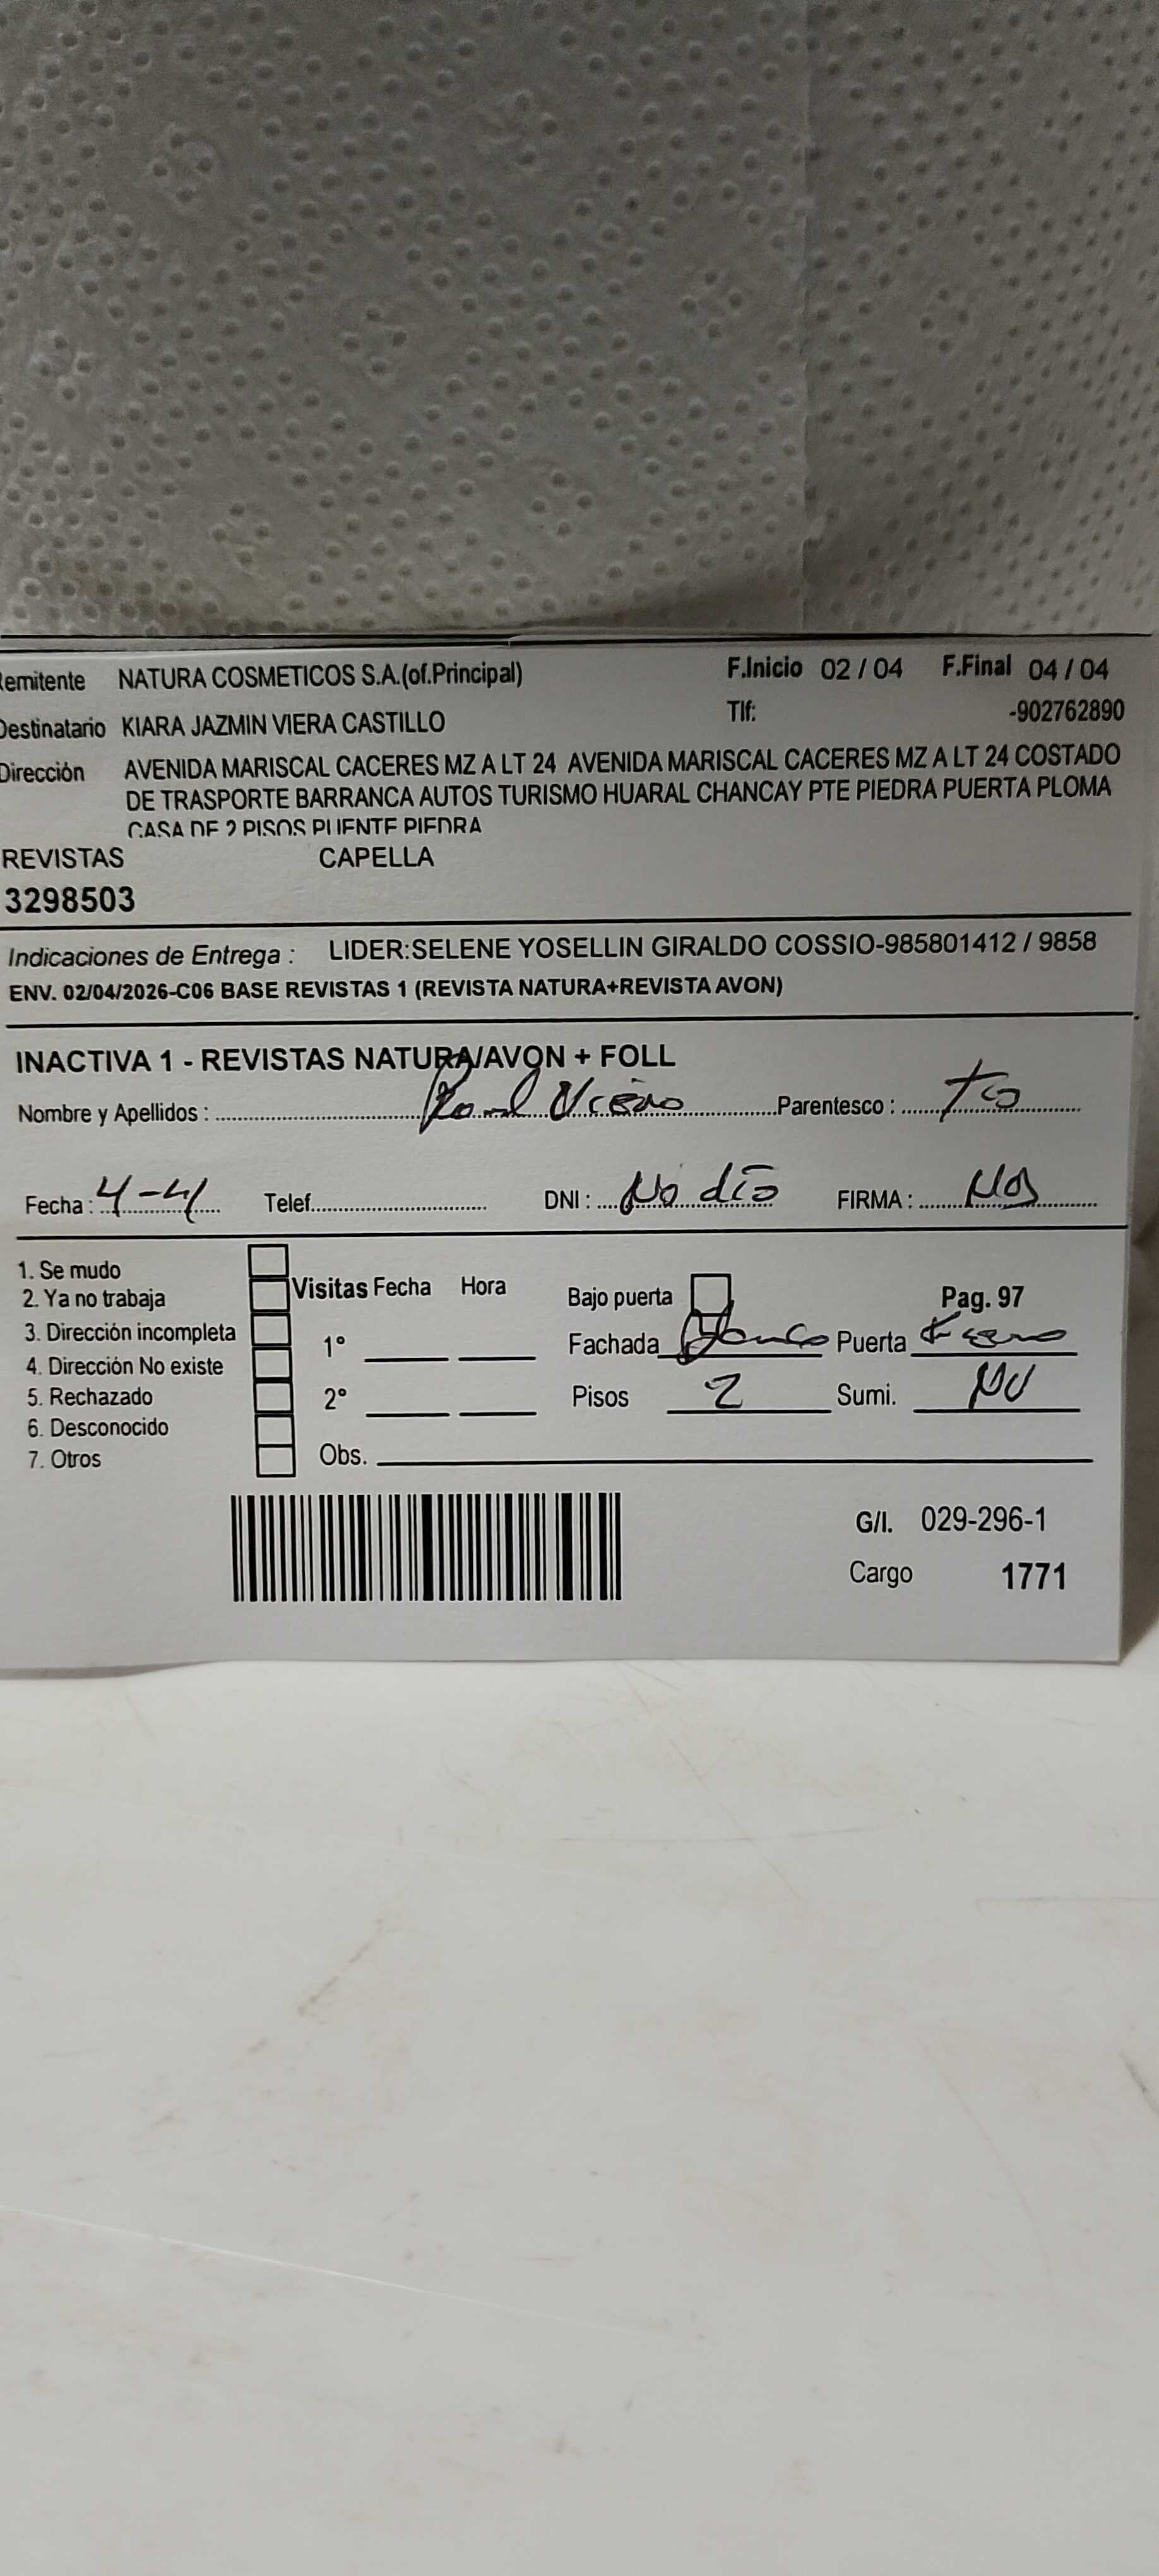 Remitente NATURA COSMETICOS S.A.(of.Principal) F.Inicio 02 / 04 F.Final 04 / 04
Destinatario KIARA JAZMIN VIERA CASTILLO Tlf: -902762890
Dirección AVENIDA MARISCAL CACERES MZ A LT 24 AVENIDA MARISCAL CACERES MZ A LT 24 COSTADO
DE TRASPORTE BARRANCA AUTOS TURISMO HUARAL CHANCAY PTE PIEDRA PUERTA PLOMA
CASA DE 2 PISOS PUENTE PIEDRA
REVISTAS CAPELLA
3298503
Indicaciones de Entrega : LIDER:SELENE YOSELLIN GIRALDO COSSIO-985801412 / 9858
ENV. 02/04/2026-C06 BASE REVISTAS 1 (REVISTA NATURA+REVISTA AVON)
INACTIVA 1 - REVISTAS NATURA/AVON + FOLL
Nombre y Apellidos : Parentesco :
Fecha : 4-4 Telef. DNI : No dio FIRMA :
1. Se mudo
2. Ya no trabaja
3. Dirección incompleta
4. Dirección No existe
5. Rechazado
6. Desconocido
7. Otros
Visitas Fecha Hora
1°
2°
Obs.
Bajo puerta Pag. 97
Fachada Blanco Puerta
Pisos 2 Sumi.
G/I. 029-296-1
Cargo 1771